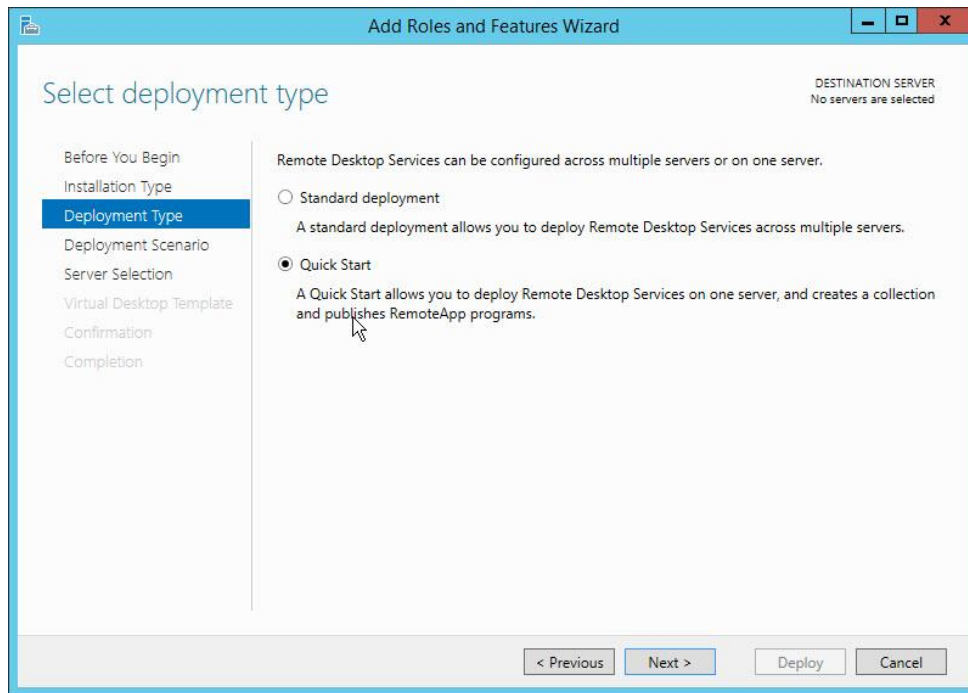 Add Roles and Features Wizard
Select deployment type
DESTINATION SERVER
No servers are selected
Before You Begin
Installation Type
Deployment Type
Deployment Scenario
Server Selection
Virtual Desktop Template
Confirmation
Completion
Remote Desktop Services can be configured across multiple servers or on one server.
Standard deployment
A standard deployment allows you to deploy Remote Desktop Services across multiple servers.
Quick Start
A Quick Start allows you to deploy Remote Desktop Services on one server, and creates a collection
and publishes RemoteApp programs.
< Previous
Next >
Deploy
Cancel